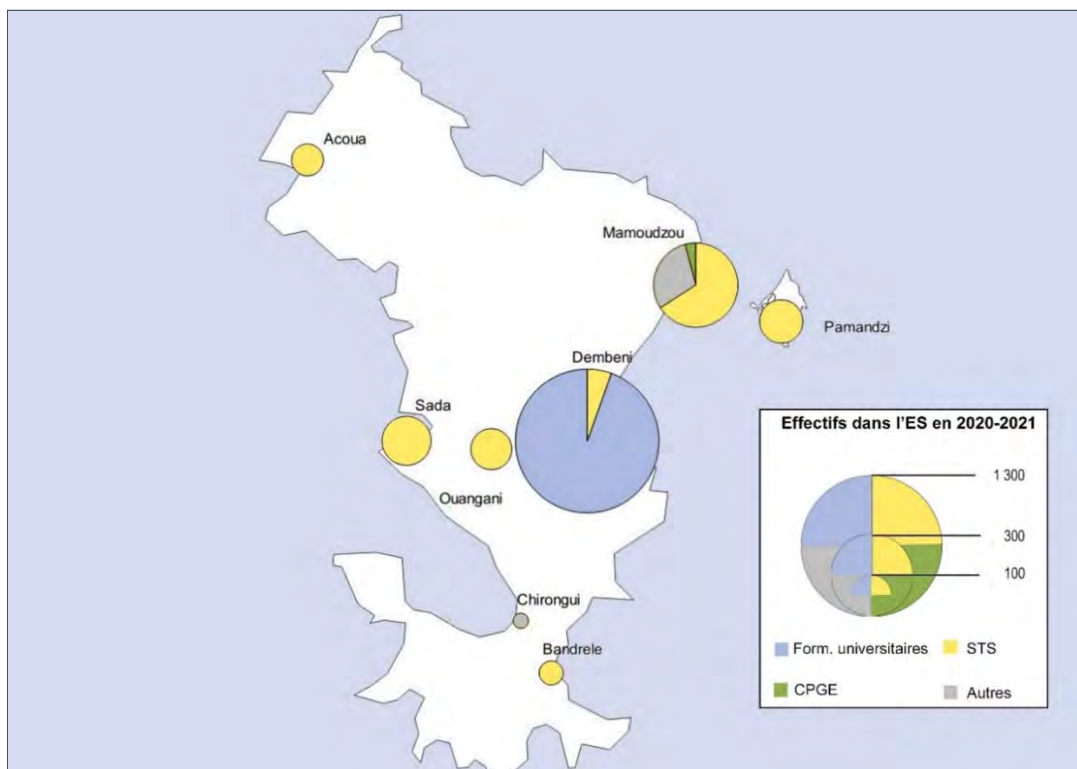 Acoua
Mamoudzou
Pamandzi
Dembeni
Sada
Ouangani
Chirongui
Bandrele
Effectifs dans l'ES en 2020-2021
1 300
300
100
Form. universitaires
STS
CPGE
Autres